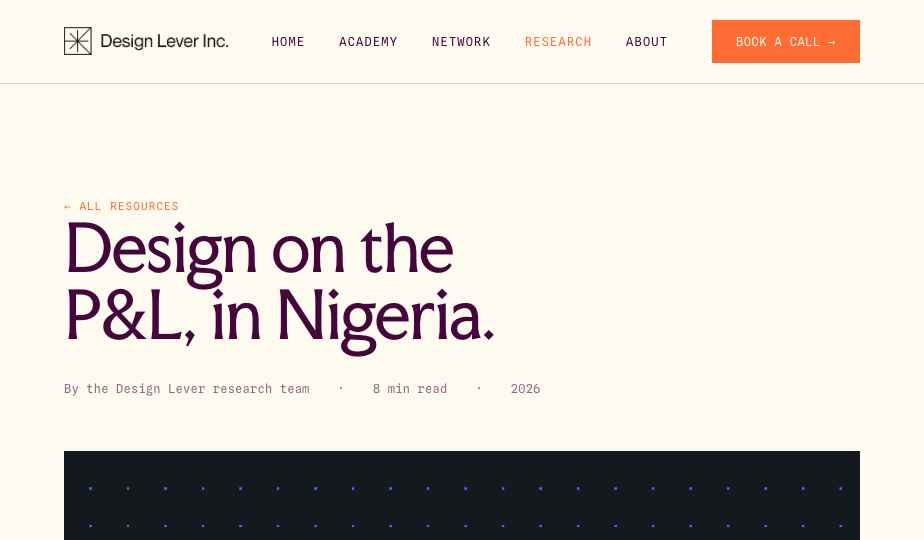 Design Lever Inc.
HOME
ACADEMY
NETWORK
RESEARCH
ABOUT
BOOK A CALL →
← ALL RESOURCES
Design on the
P&L, in Nigeria.
By the Design Lever research team · 8 min read · 2026